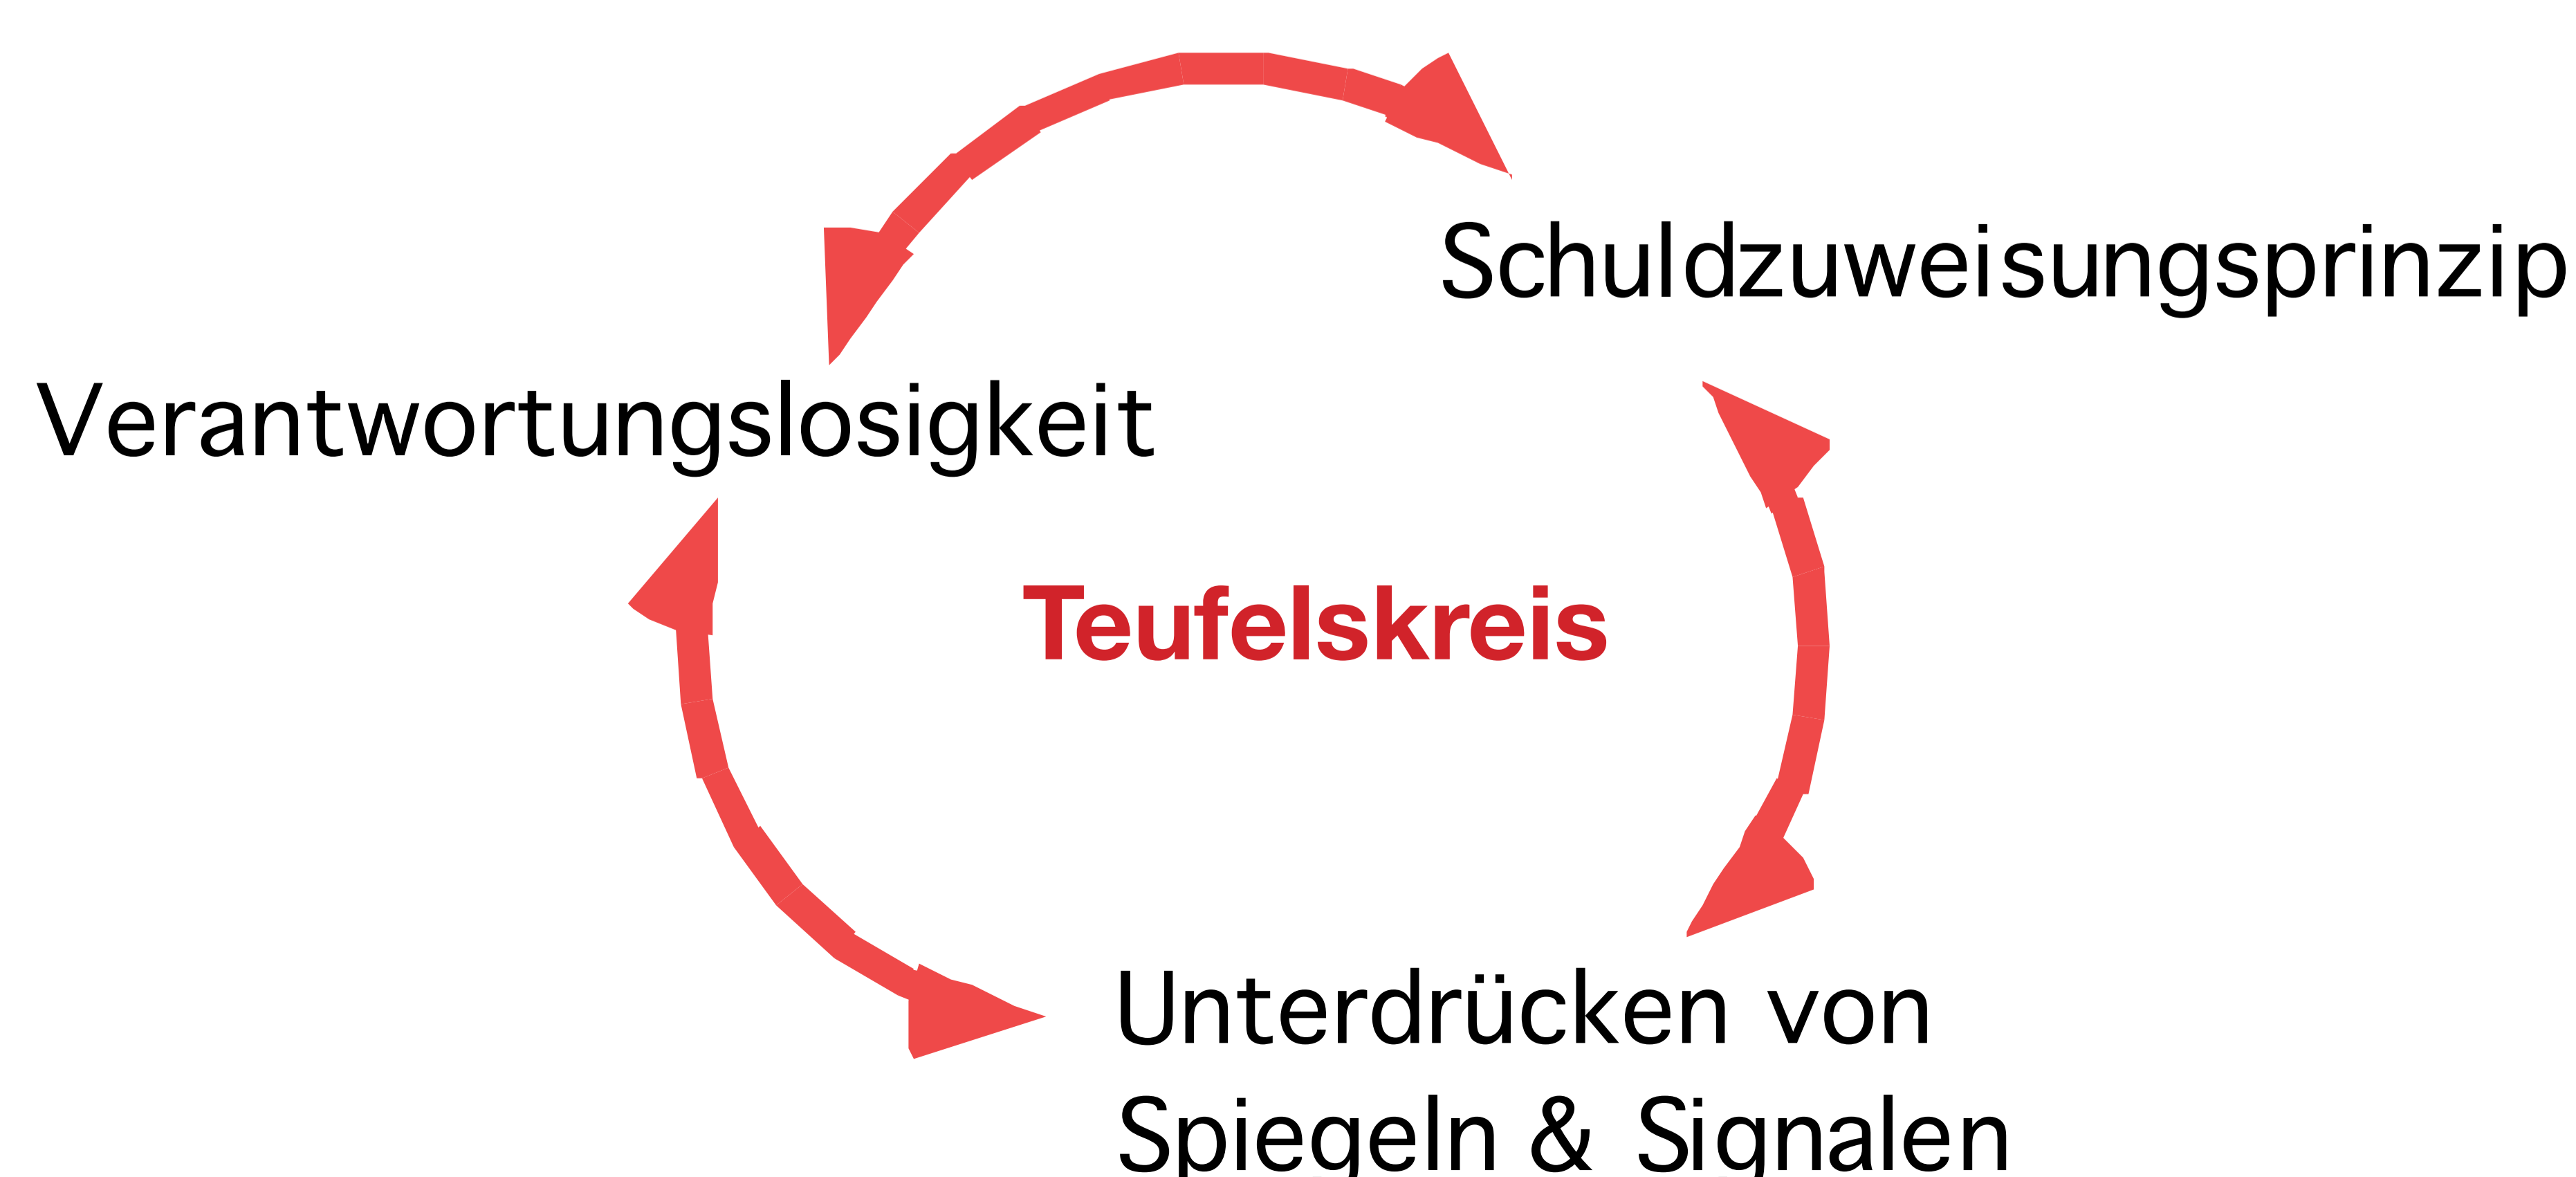 Schuldzuweisungsprinzip
Verantwortungslosigkeit
Teufelskreis
Unterdrücken von
Spiegeln & Signalen